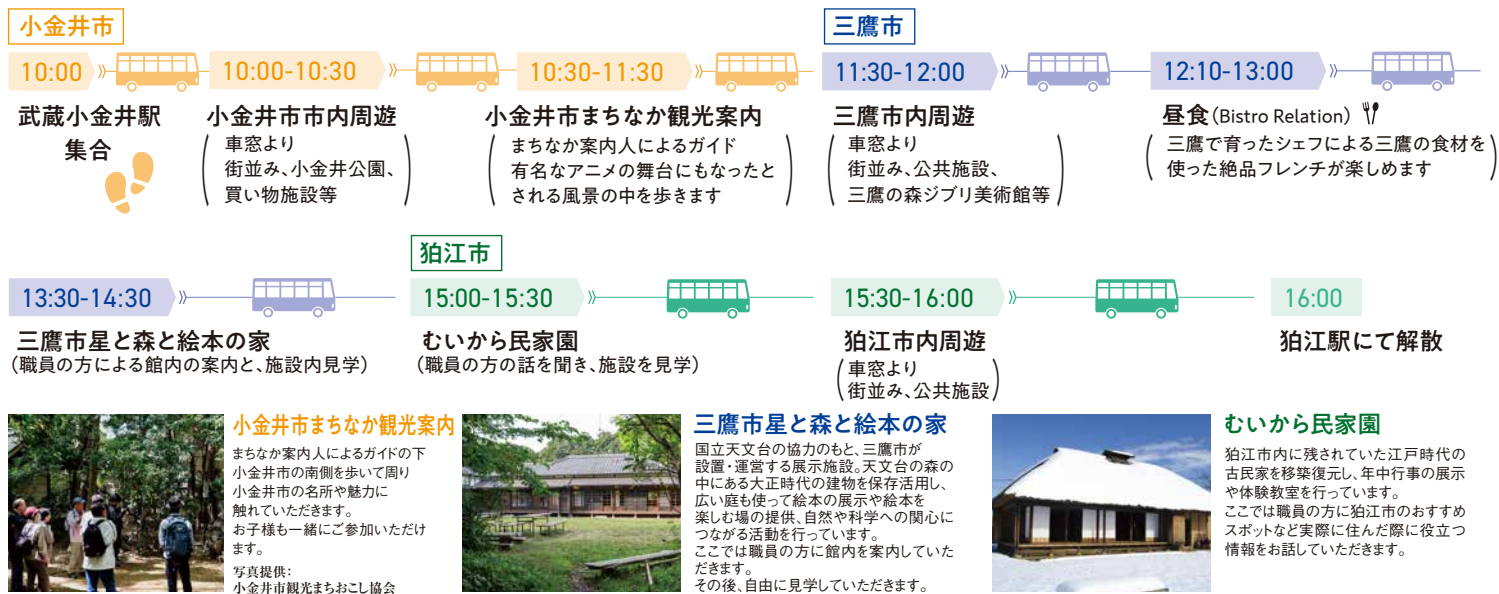 小金井市
10:00
武蔵小金井駅
集合
10:00-10:30
小金井市市内周遊
車窓より
街並み、小金井公園、
買い物施設等
10:30-11:30
小金井市まちなか観光案内
まちなか案内人によるガイド
有名なアニメの舞台にもなったと
される風景の中を歩きます
三鷹市
11:30-12:00
三鷹市内周遊
車窓より
街並み、公共施設、
三鷹の森ジブリ美術館等
12:10-13:00
昼食(Bistro Relation)
三鷹で育ったシェフによる三鷹の食材を
使った絶品フレンチが楽しめます
13:30-14:30
三鷹市星と森と絵本の家
(職員の方による館内の案内と、施設内見学)
狛江市
15:00-15:30
むいから民家園
(職員の方の話を聞き、施設を見学)
15:30-16:00
狛江市内周遊
車窓より
街並み、公共施設
16:00
狛江駅にて解散
小金井市まちなか観光案内
まちなか案内人によるガイドの下
小金井市の南側を歩いて周り
小金井市の名所や魅力に
触れていただきます。
お子様も一緒にご参加いただけ
ます。
写真提供:
小金井市観光まちおこし協会
三鷹市星と森と絵本の家
国立天文台の協力のもと、三鷹市が
設置・運営する展示施設。天文台の森の
中にある大正時代の建物を保存活用し、
広い庭も使って絵本の展示や絵本を
楽しむ場の提供、自然や科学への関心に
つながる活動を行っています。
ここでは職員の方に館内を案内していた
だきます。
その後、自由に見学していただきます。
むいから民家園
狛江市内に残されていた江戸時代の
古民家を移築復元し、年中行事の展示
や体験教室を行っています。
ここでは職員の方に狛江市のおすすめ
スポットなど実際に住んだ際に役立つ
情報をお話していただきます。